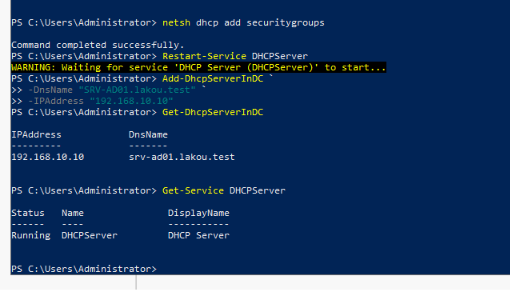 PS C:\Users\Administrator> netsh dhcp add securitygroups
Command completed successfully.
PS C:\Users\Administrator> Restart-Service DHCPServer
WARNING: Waiting for service 'DHCP Server (DHCPServer)' to start...
PS C:\Users\Administrator> Add-DhcpServerInDC `
>> -DnsName "SRV-AD01.lakou.test" `
>> -IPAddress "192.168.10.10"
PS C:\Users\Administrator> Get-DhcpServerInDC
IPAddress DnsName
--------- -------
192.168.10.10 srv-ad01.lakou.test
PS C:\Users\Administrator> Get-Service DHCPServer
Status Name DisplayName
------ ---- -----------
Running DHCPServer DHCP Server
PS C:\Users\Administrator>